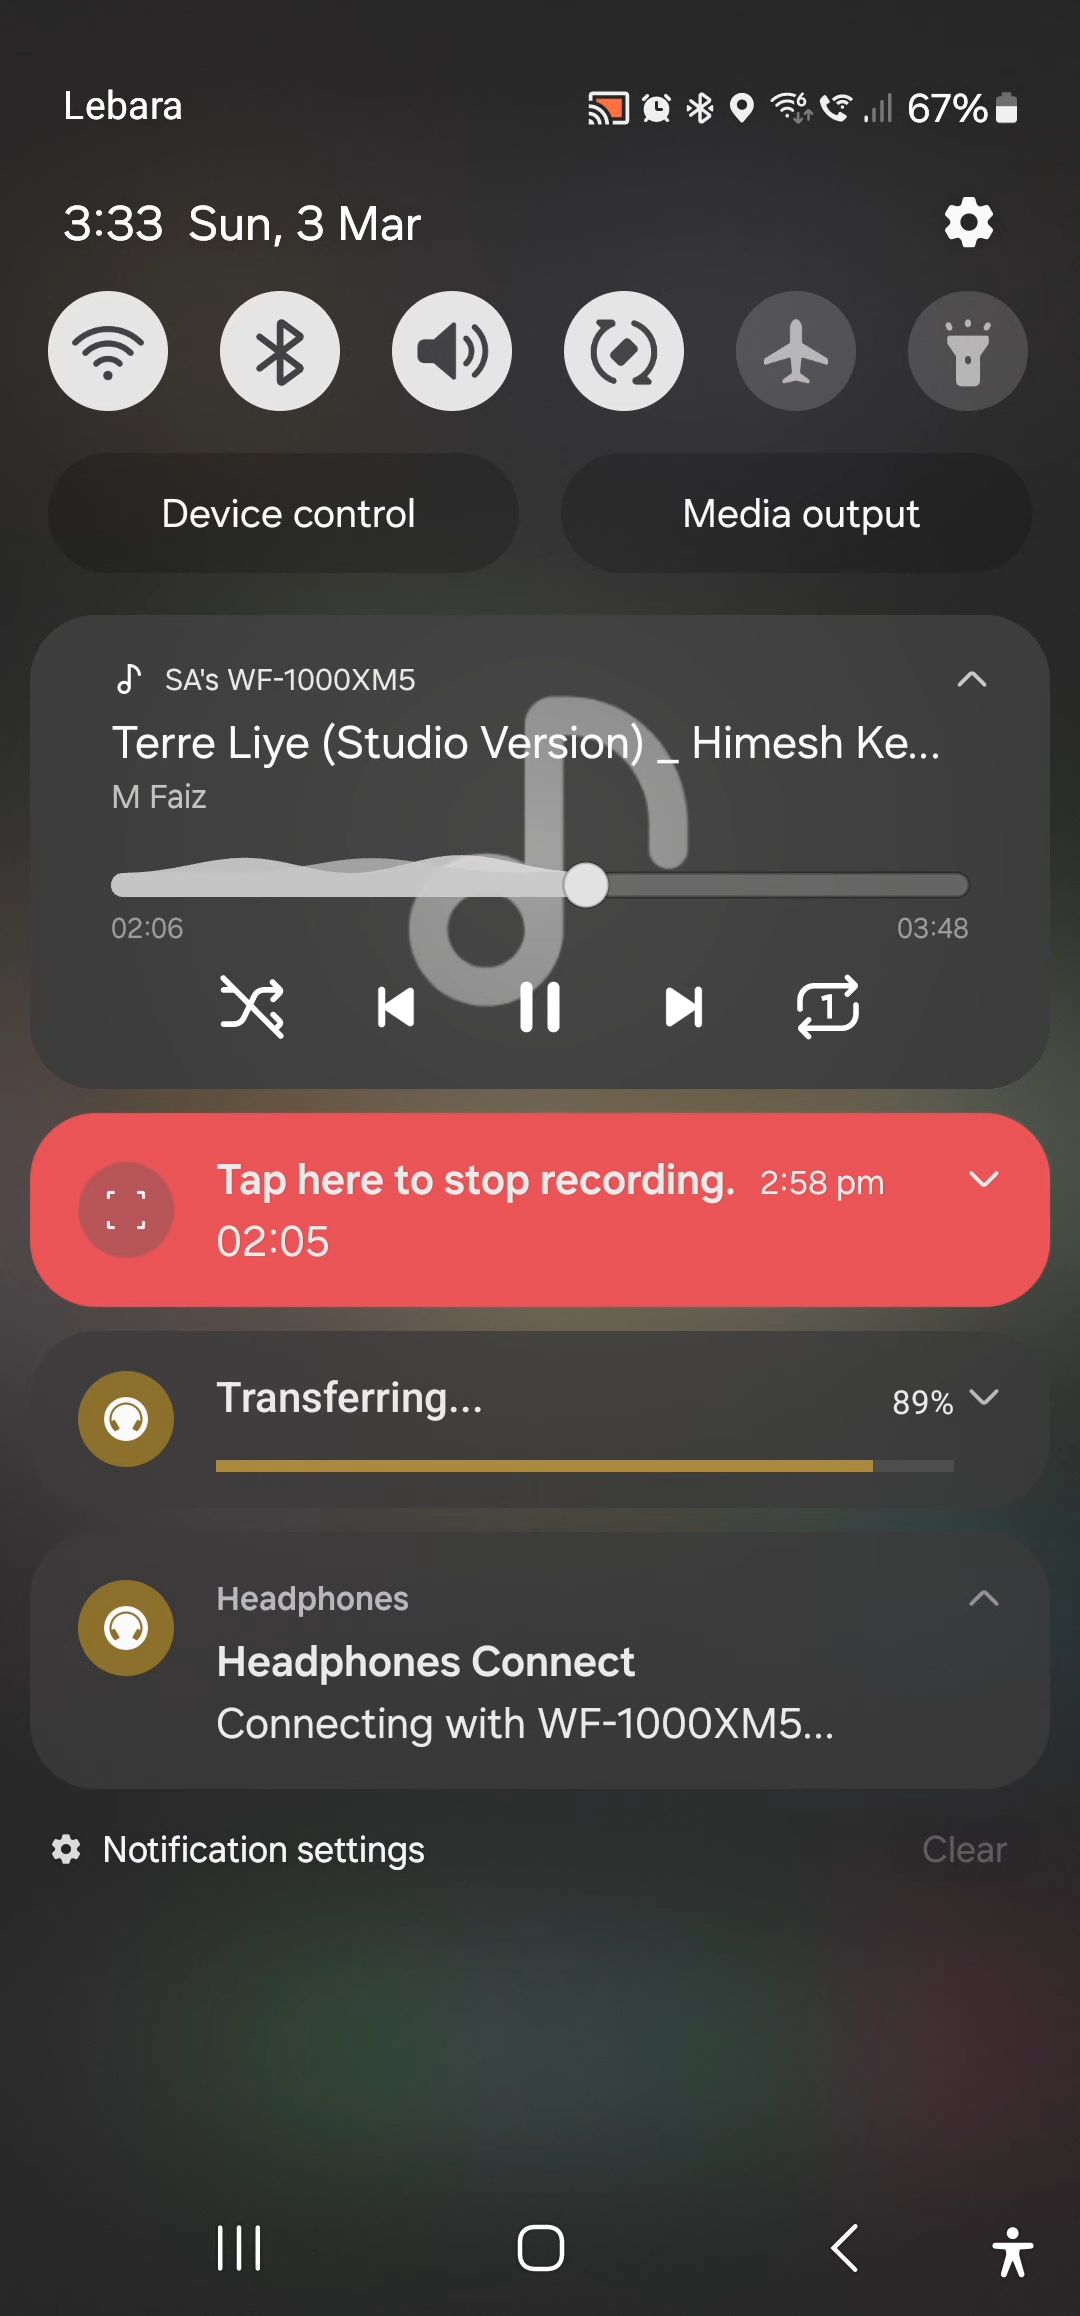 Lebara
67%
3:33 Sun, 3 Mar
Device control
Media output
SA's WF-1000XM5
Terre Liye (Studio Version) _ Himesh Ke...
M Faiz
02:06
03:48
1
Tap here to stop recording. 2:58 pm
02:05
Transferring...
89%
Headphones
Headphones Connect
Connecting with WF-1000XM5...
Notification settings
Clear